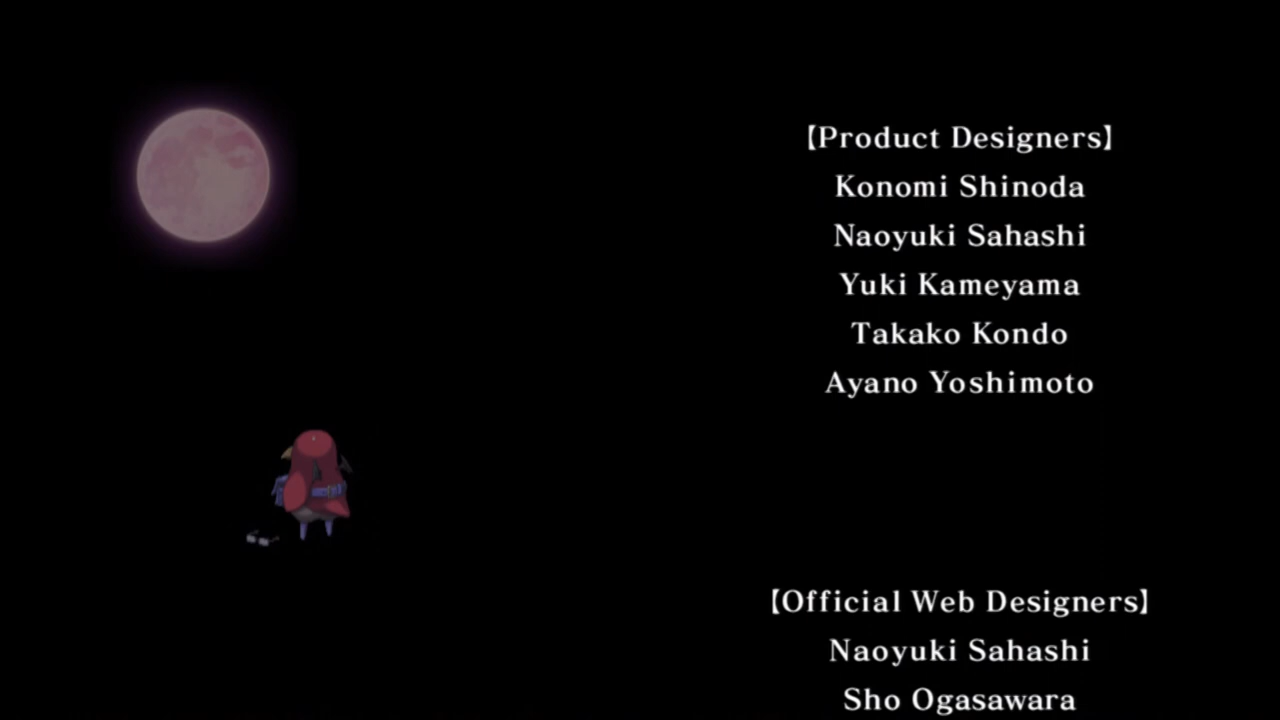 【Product Designers】
Konomi Shinoda
Naoyuki Sahashi
Yuki Kameyama
Takako Kondo
Ayano Yoshimoto
【Official Web Designers】
Naoyuki Sahashi
Sho Ogasawara